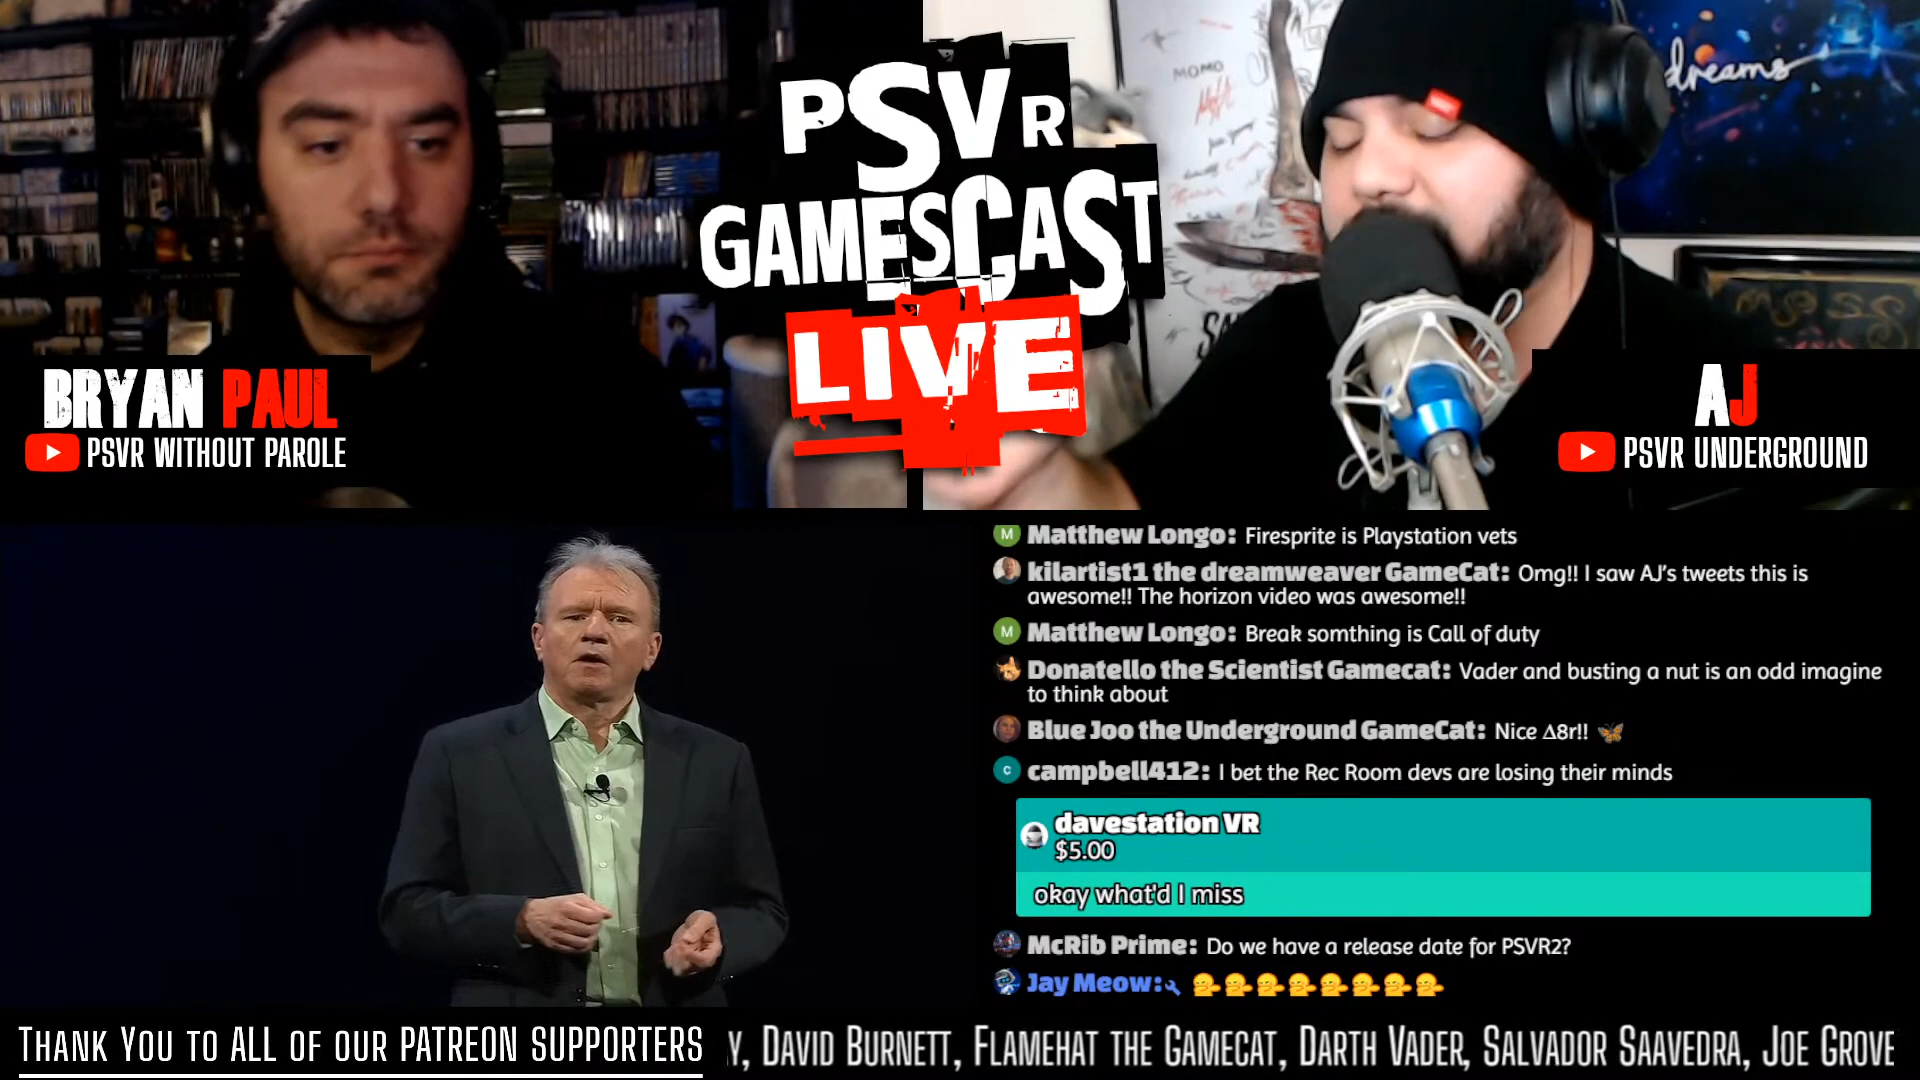 MOMO
dreams
PSVR
GAMESCAST
LIVE
BRYAN PAUL
PSVR WITHOUT PAROLE
AJ
PSVR UNDERGROUND
M Matthew Longo: Firesprite is Playstation vets
kilartist1 the dreamweaver GameCat: Omg!! I saw AJ's tweets this is
awesome!! The horizon video was awesome!!
M Matthew Longo: Break somthing is Call of duty
Donatello the Scientist Gamecat: Vader and busting a nut is an odd imagine
to think about
Blue Joo the Underground GameCat: Nice Δ8r!! 🦋
C campbell412: I bet the Rec Room devs are losing their minds
davestation VR
$5.00
okay what'd I miss
McRib Prime: Do we have a release date for PSVR2?
Jay Meow:
THANK YOU TO ALL OF OUR PATREON SUPPORTERS
Y, DAVID BURNETT, FLAMEHAT THE GAMECAT, DARTH VADER, SALVADOR SAAVEDRA, JOE GROVE